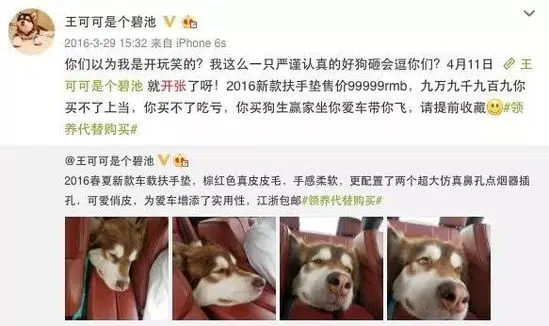 王可可是个碧池
2016-3-29 15:32 来自 iPhone 6s
你们以为我是开玩笑的？我这么一只严谨认真的好狗砸会逗你们？4月11日 王
可可是个碧池 开张了呀！2016新款扶手垫售价99999rmb，九万九千九百九你
买不了上当，你买不了吃亏，你买狗生赢家坐你爱车带你飞，请提前收藏#领
养代替购买#
@王可可是个碧池
2016春夏新款车载扶手垫，棕红色真皮皮毛，手感柔软，更配置了两个超大仿真鼻孔点烟器插
孔，可爱俏皮，为爱车增添了实用性，江浙包邮#领养代替购买#